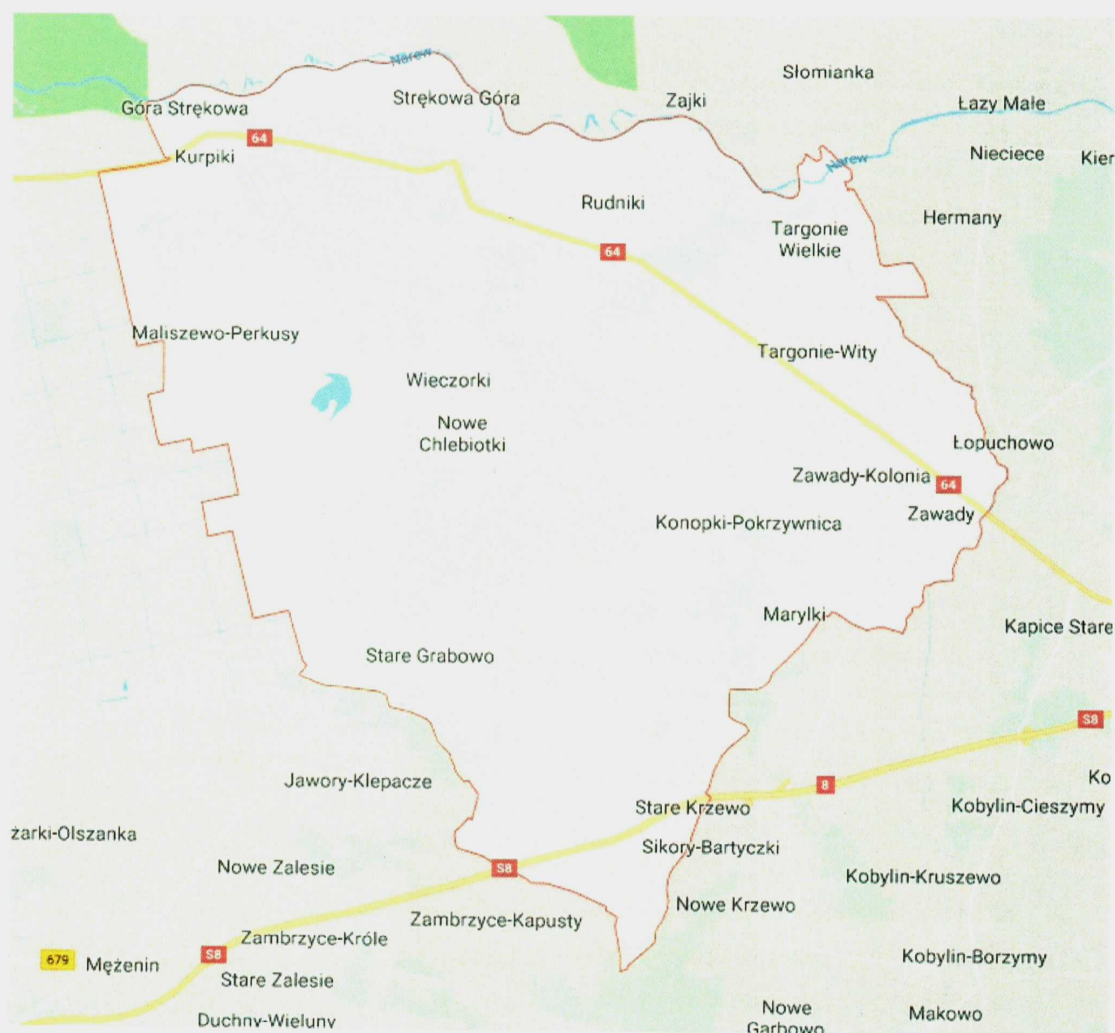 Narew
Słomianka
Góra Strękowa
Strękowa Góra
Zajki
Łazy Małe
64
Kurpiki
Narew
Nieciece
Kier
Rudniki
Hermany
Targonie
Wielkie
64
Maliszewo-Perkusy
Targonie-Wity
Wieczorki
Nowe
Chlebiotki
Łopuchowo
Zawady-Kolonia
64
Zawady
Konopki-Pokrzywnica
Marylki
Kapice Stare
Stare Grabowo
S8
Jawory-Klepacze
8
Ko
Stare Krzewo
Kobylin-Cieszymy
żarki-Olszanka
Sikory-Bartyczki
Nowe Zalesie
S8
Kobylin-Kruszewo
Nowe Krzewo
Zambrzyce-Kapusty
Zambrzyce-Króle
S8
679
Mężenin
Kobylin-Borzymy
Stare Zalesie
Nowe
Garbowo
Makowo
Duchny-Wieluny